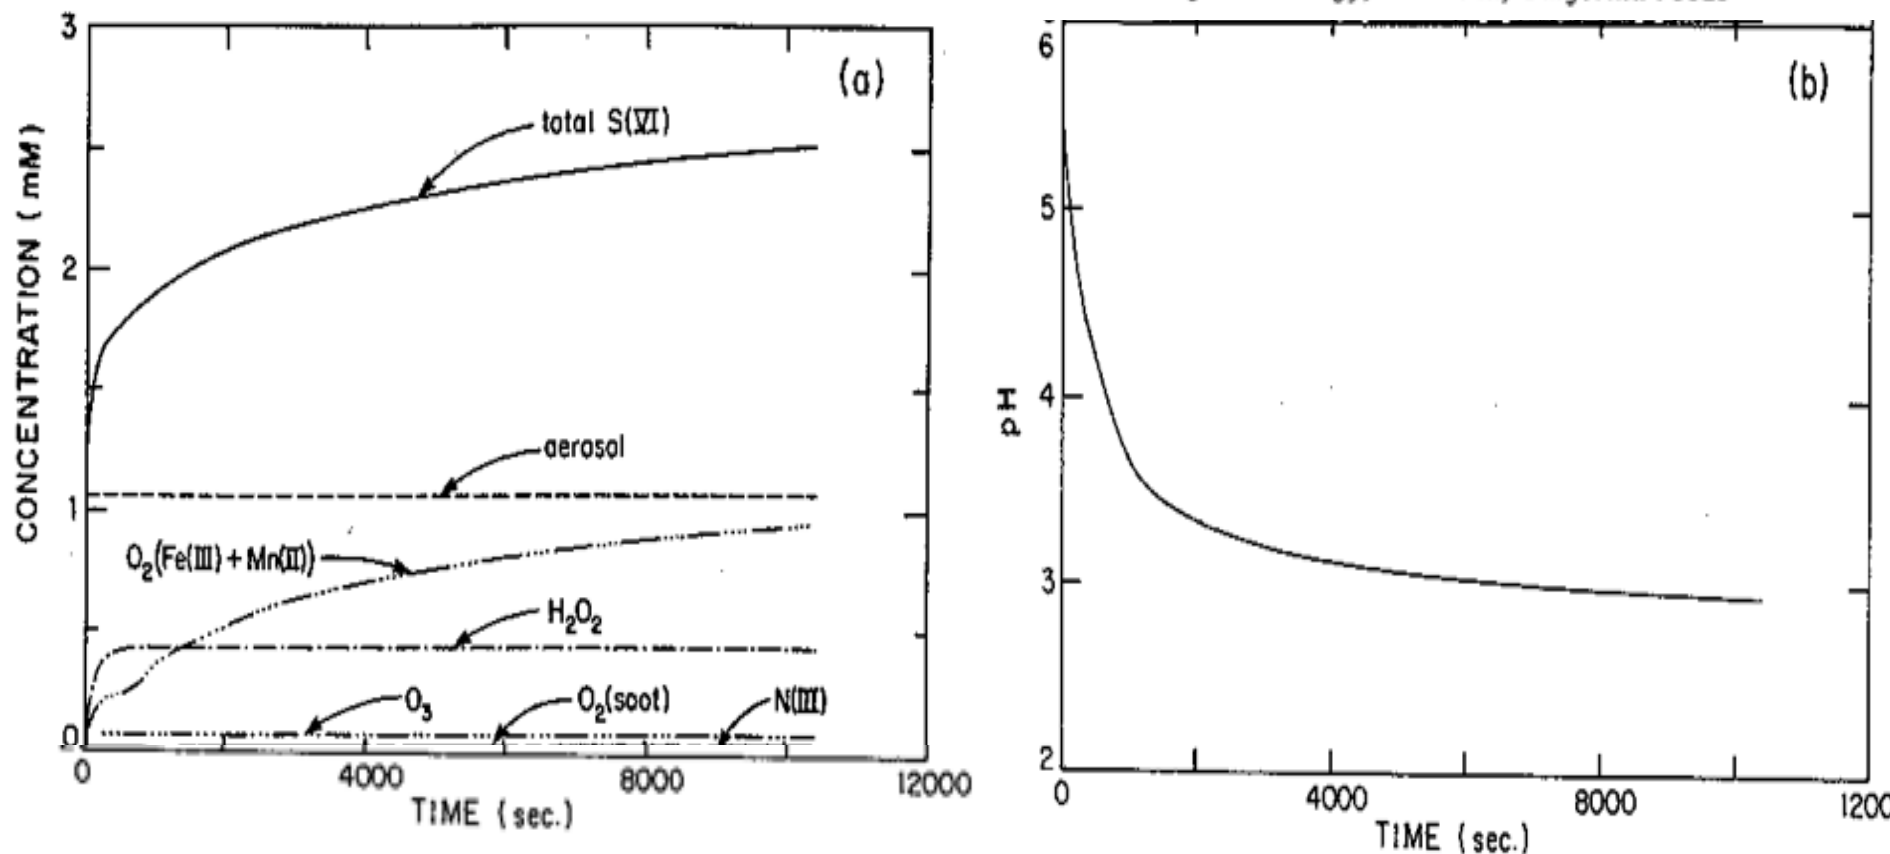 3
2
1
0
CONCENTRATION (mM)
(a)
total S(VI)
aerosol
O₂(Fe(III) + Mn(II))
H₂O₂
O₃
O₂(soot)
N(III)
0
4000
8000
12000
TIME (sec.)
6
5
4
3
2
pH
(b)
0
4000
8000
1200
TIME (sec.)